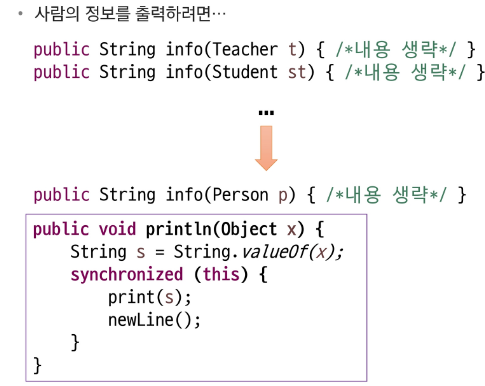 • 사람의 정보를 출력하려면…
public String info(Teacher t) { /*내용 생략*/ }
public String info(Student st) { /*내용 생략*/ }
…
public String info(Person p) { /*내용 생략*/ }
public void println(Object x) {
String s = String.valueOf(x);
synchronized (this) {
print(s);
newLine();
}
}